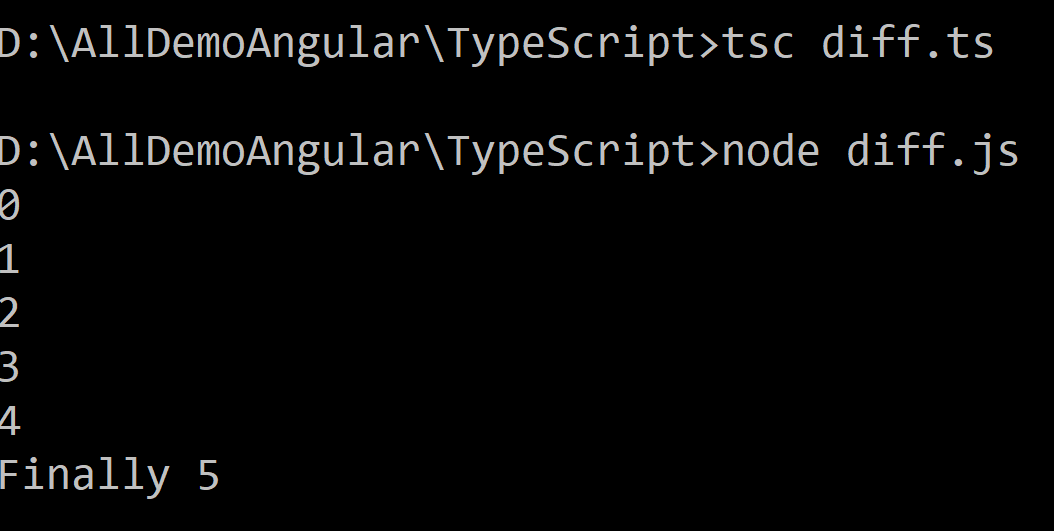 D:\AllDemoAngular\TypeScript>tsc diff.ts
D:\AllDemoAngular\TypeScript>node diff.js
0
1
2
3
4
Finally 5